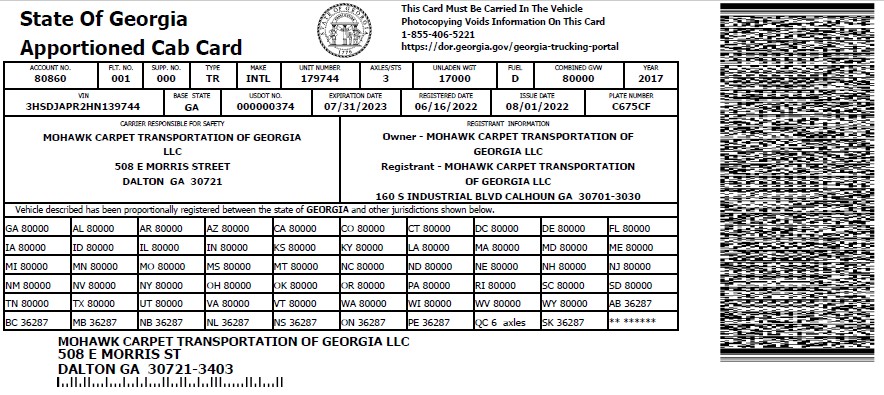 State Of Georgia
Apportioned Cab Card
This Card Must Be Carried In The Vehicle
Photocopying Voids Information On This Card
1-855-406-5221
https://dor.georgia.gov/georgia-trucking-portal
ACCOUNT NO. FLT. NO. SUPP. NO. TYPE MAKE UNIT NUMBER AXLES/STS UNLADEN WGT FUEL COMBINED GVW YEAR
80860 001 000 TR INTL 179744 3 17000 D 80000 2017
VIN BASE STATE USDOT NO. EXPIRATION DATE REGISTERED DATE ISSUE DATE PLATE NUMBER
3HSDJAPR2HN139744 GA 000000374 07/31/2023 06/16/2022 08/01/2022 C675CF
CARRIER RESPONSIBLE FOR SAFETY
MOHAWK CARPET TRANSPORTATION OF GEORGIA
LLC
508 E MORRIS STREET
DALTON GA 30721
REGISTRANT INFORMATION
Owner - MOHAWK CARPET TRANSPORTATION OF
GEORGIA LLC
Registrant - MOHAWK CARPET TRANSPORTATION
OF GEORGIA LLC
160 S INDUSTRIAL BLVD CALHOUN GA 30701-3030
Vehicle described has been proportionally registered between the state of GEORGIA and other jurisdictions shown below.
GA 80000 AL 80000 AR 80000 AZ 80000 CA 80000 CO 80000 CT 80000 DC 80000 DE 80000 FL 80000
IA 80000 ID 80000 IL 80000 IN 80000 KS 80000 KY 80000 LA 80000 MA 80000 MD 80000 ME 80000
MI 80000 MN 80000 MO 80000 MS 80000 MT 80000 NC 80000 ND 80000 NE 80000 NH 80000 NJ 80000
NM 80000 NV 80000 NY 80000 OH 80000 OK 80000 OR 80000 PA 80000 RI 80000 SC 80000 SD 80000
TN 80000 TX 80000 UT 80000 VA 80000 VT 80000 WA 80000 WI 80000 WV 80000 WY 80000 AB 36287
BC 36287 MB 36287 NB 36287 NL 36287 NS 36287 ON 36287 PE 36287 QC 6 axles SK 36287 ** ******
MOHAWK CARPET TRANSPORTATION OF GEORGIA LLC
508 E MORRIS ST
DALTON GA 30721-3403